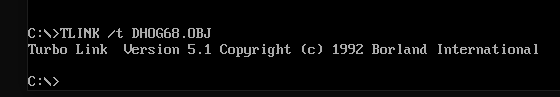 C:\>TLINK /t DHOG68.OBJ
Turbo Link  Version 5.1 Copyright (c) 1992 Borland International
C:\>